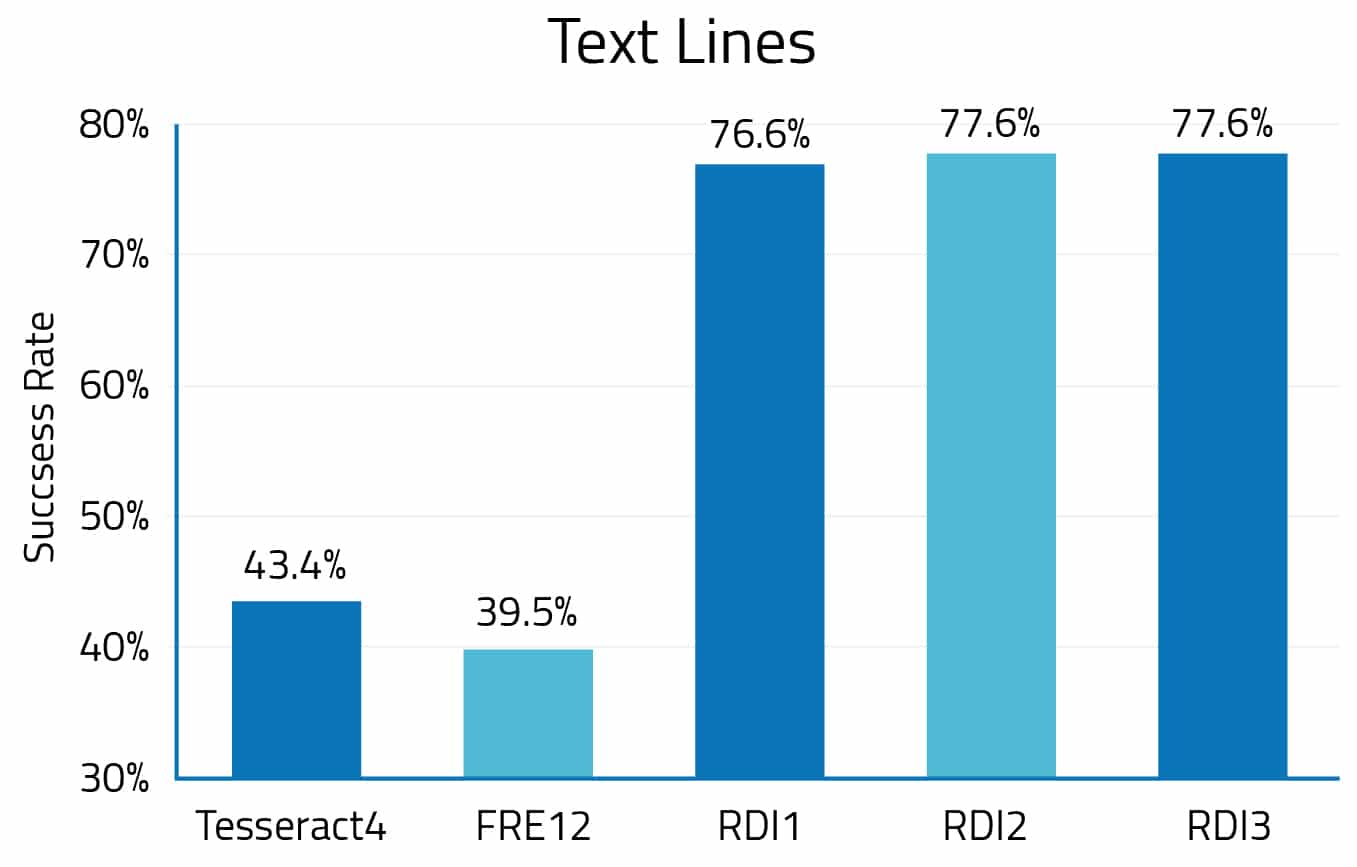 Text Lines
80%
70%
60%
50%
40%
30%
Succsess Rate
43.4%
39.5%
76.6%
77.6%
77.6%
Tesseract4
FRE12
RDI1
RDI2
RDI3